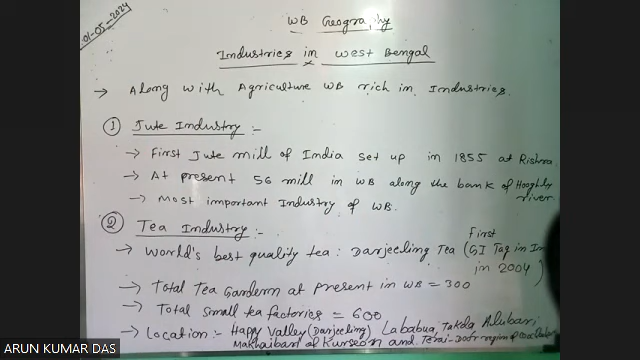 01-05-2024
WB Geography
Industries in West Bengal
→ Along with Agriculture WB rich in Industries.
① Jute Industry :-
→ First Jute mill of India set up in 1855 at Rishra
→ At present 56 mill in WB along the bank of Hooghly river
→ Most important Industry of WB.
② Tea Industry :-
→ World's best quality tea : Darjeeling Tea (First GI Tag in In
in 2004)
→ Total Tea Garden at present in WB = 300
→ Total small tea factories = 600
→ Location :- Happy Valley (Darjeeling) Lababua, Takda, Alubari
Makhaibari of Kurseon and Terai-Door region of
ARUN KUMAR DAS